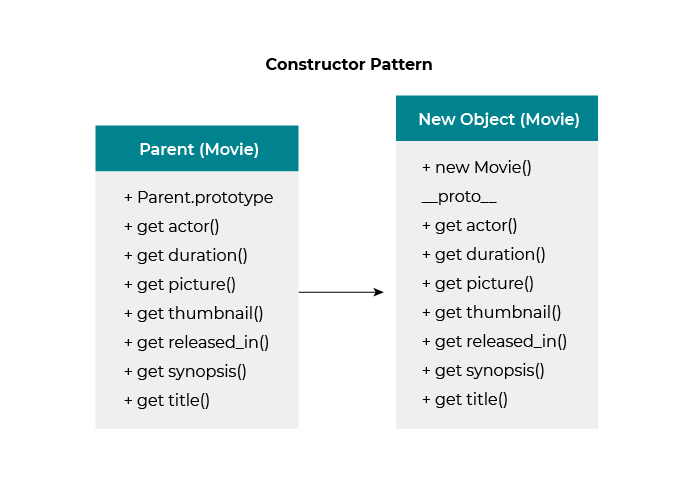 Constructor Pattern
Parent (Movie)
+ Parent.prototype
+ get actor()
+ get duration()
+ get picture()
+ get thumbnail()
+ get released_in()
+ get synopsis()
+ get title()
New Object (Movie)
+ new Movie()
__proto__
+ get actor()
+ get duration()
+ get picture()
+ get thumbnail()
+ get released_in()
+ get synopsis()
+ get title()